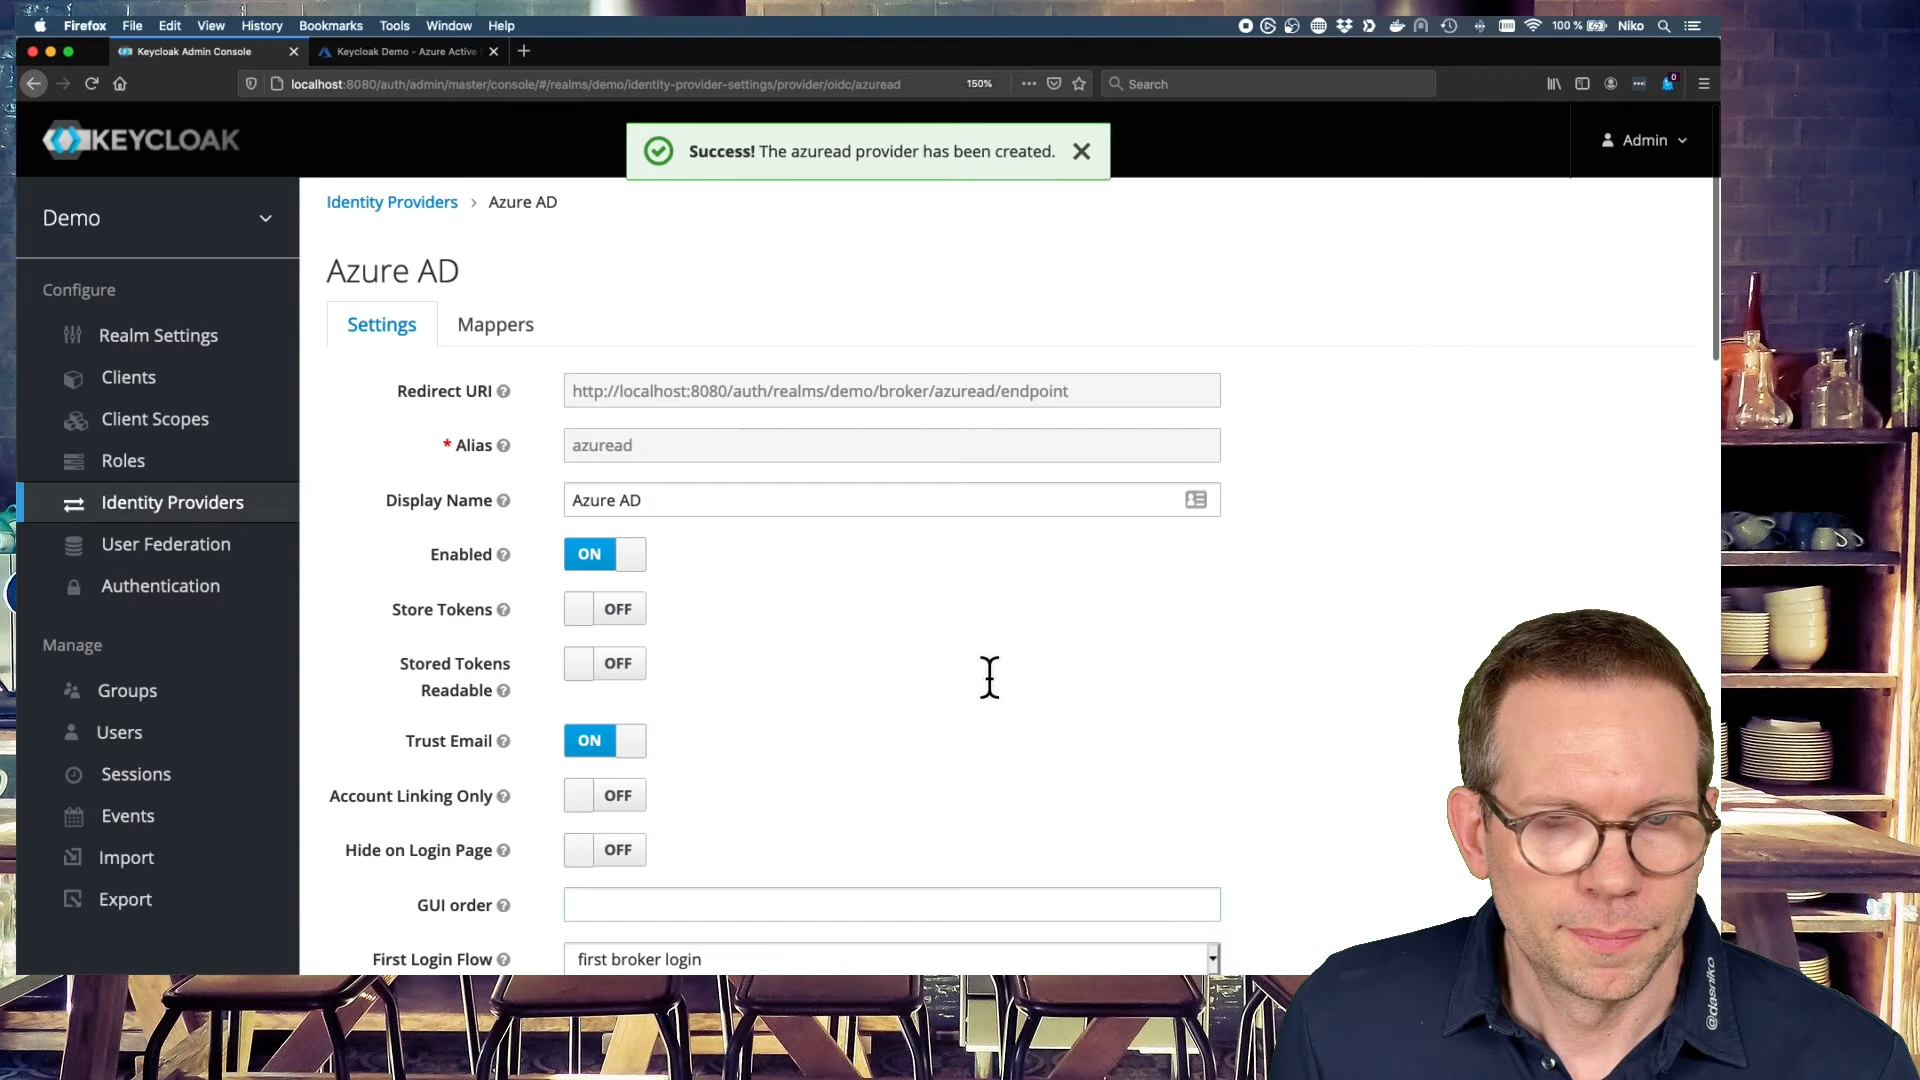 Firefox File Edit View History Bookmarks Tools Window Help 100 % Niko
Keycloak Admin Console Keycloak Demo - Azure Active
localhost:8080/auth/admin/master/console/#/realms/demo/identity-provider-settings/provider/oidc/azuread 150% Search 0
KEYCLOAK
Success! The azuread provider has been created.
Admin
Demo
Identity Providers > Azure AD
Azure AD
Configure
Realm Settings
Clients
Client Scopes
Roles
Identity Providers
User Federation
Authentication
Manage
Groups
Users
Sessions
Events
Import
Export
Settings Mappers
Redirect URI http://localhost:8080/auth/realms/demo/broker/azuread/endpoint
* Alias azuread
Display Name Azure AD
Enabled ON
Store Tokens OFF
Stored Tokens Readable OFF
Trust Email ON
Account Linking Only OFF
Hide on Login Page OFF
GUI order
First Login Flow first broker login
@dasniko